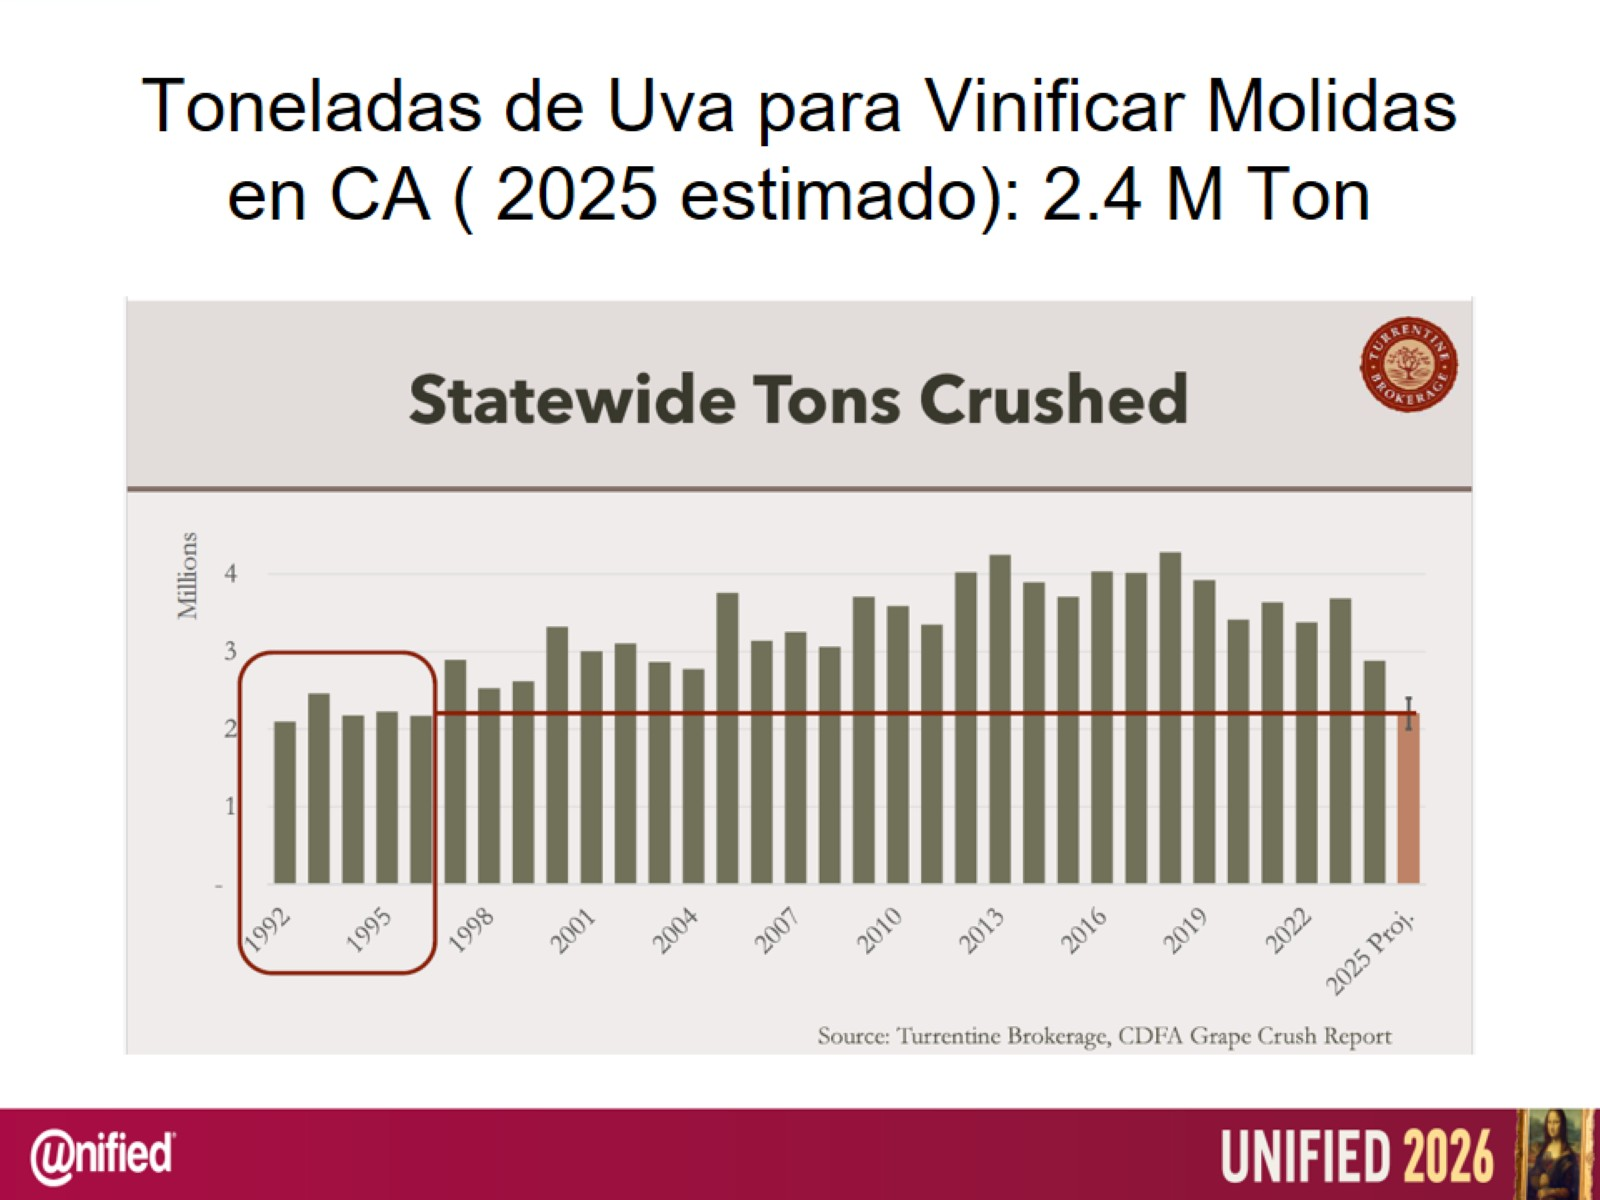 Toneladas de Uva para Vinificar Molidas
en CA ( 2025 estimado): 2.4 M Ton
TURRENTINE
BROKERAGE
Statewide Tons Crushed
Millions
4
3
2
1
-
1992
1995
1998
2001
2004
2007
2010
2013
2016
2019
2022
2025 Proj.
Source: Turrentine Brokerage, CDFA Grape Crush Report
@unified
UNIFIED 2026